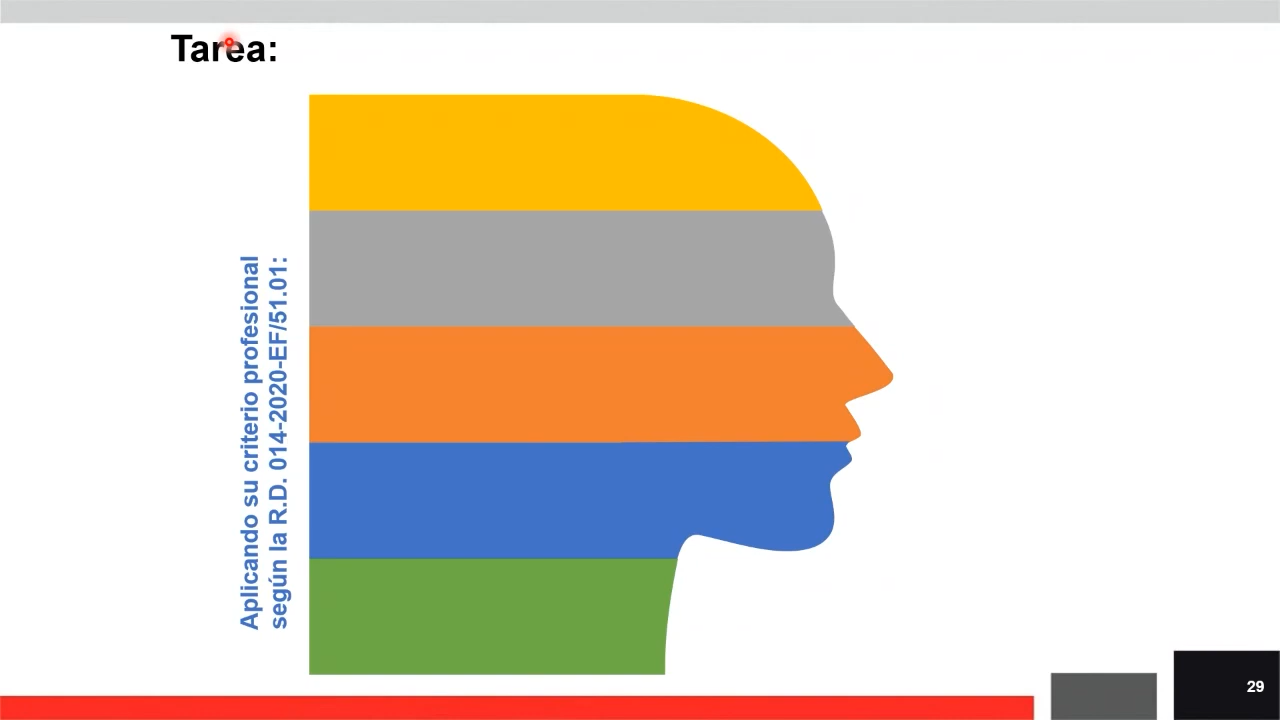 Tarea:
Aplicando su criterio profesional
según la R.D. 014-2020-EF/51.01:
29